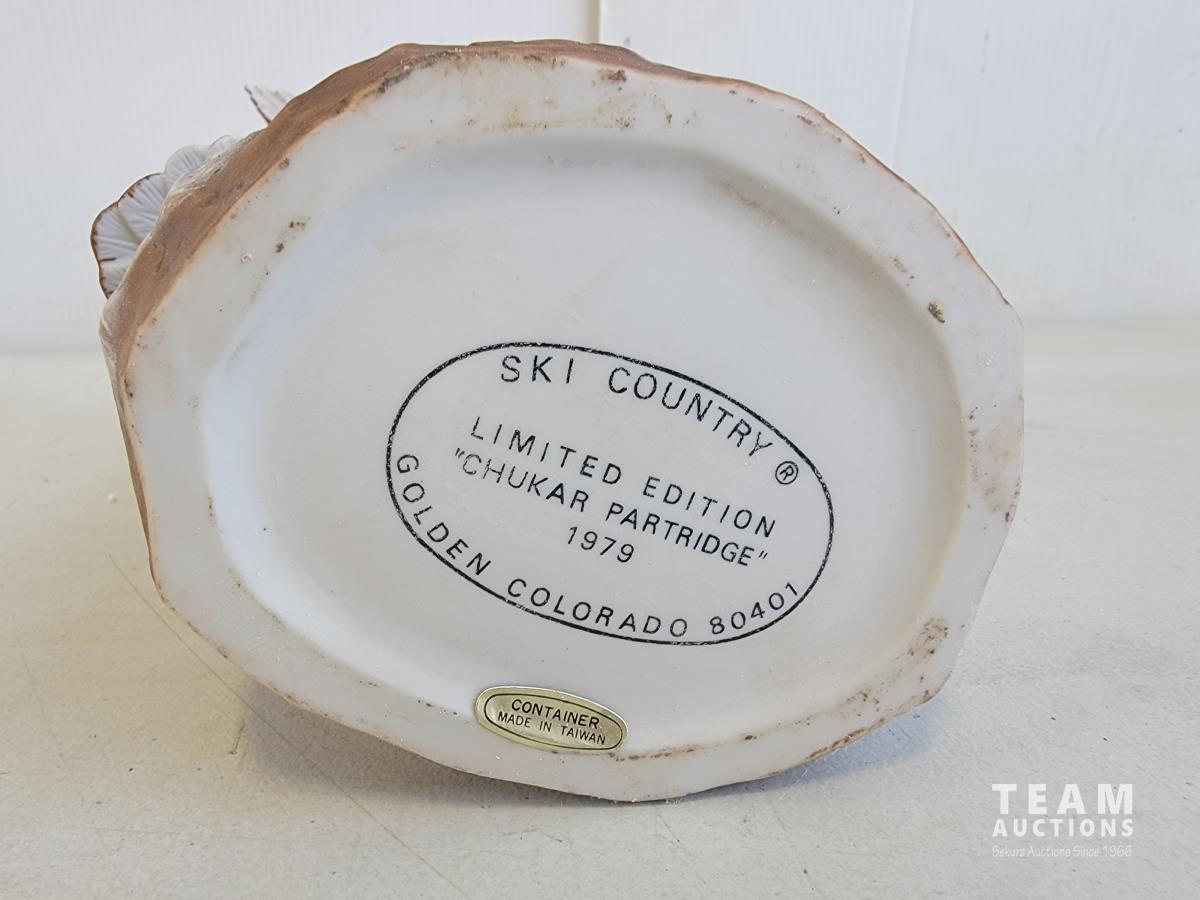 SKI COUNTRY ®
LIMITED EDITION
"CHUKAR PARTRIDGE"
1979
GOLDEN COLORADO 80401
CONTAINER
MADE IN TAIWAN
TEAM
AUCTIONS
Sekura Auctions Since 1966